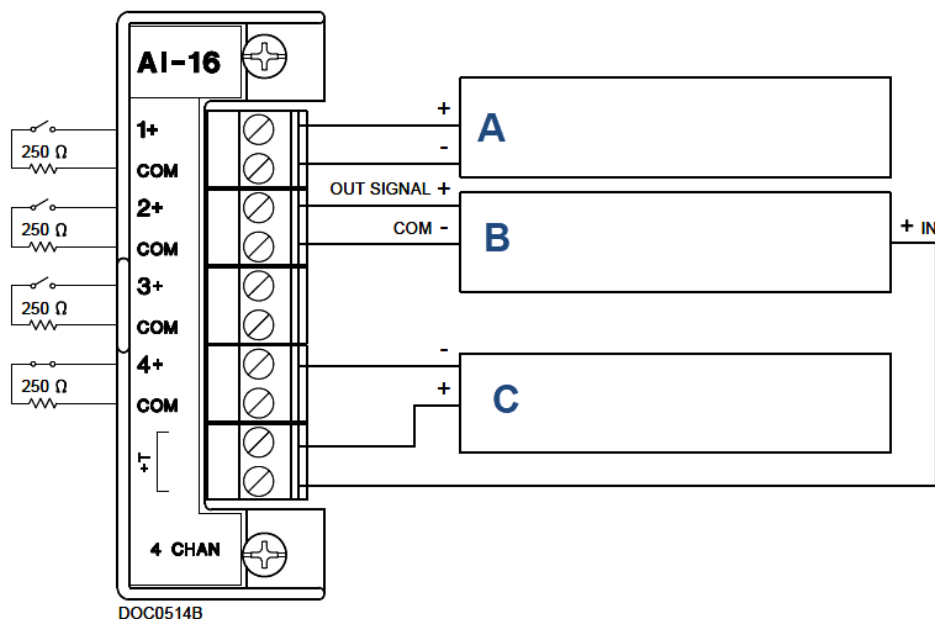 AI-16
1+
250 Ω
COM
2+
250 Ω
COM
3+
250 Ω
COM
4+
250 Ω
COM
+T
4 CHAN
DOC0514B
+
-
A
OUT SIGNAL +
COM -
B
+ IN
-
+
C